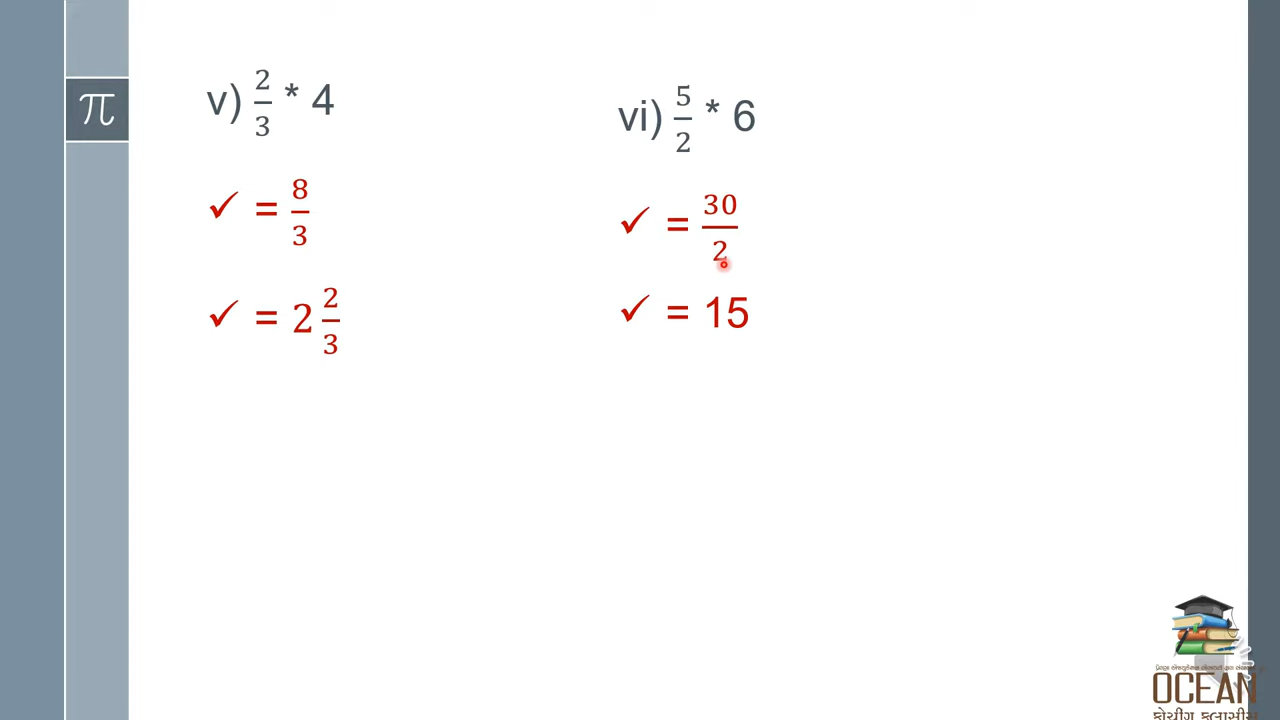 π
v) 2/3 * 4
✓ = 8/3
✓ = 2 2/3
vi) 5/2 * 6
✓ = 30/2
✓ = 15
OCEAN
કોચીંગ ક્લાસીસ